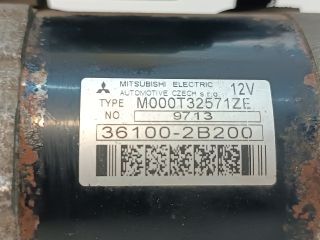 MITSUBISHI ELECTRIC
AUTOMOTIVE CZECH s.r.o. 12V
TYPE M000T32571ZE
NO 9713
36100-2B200